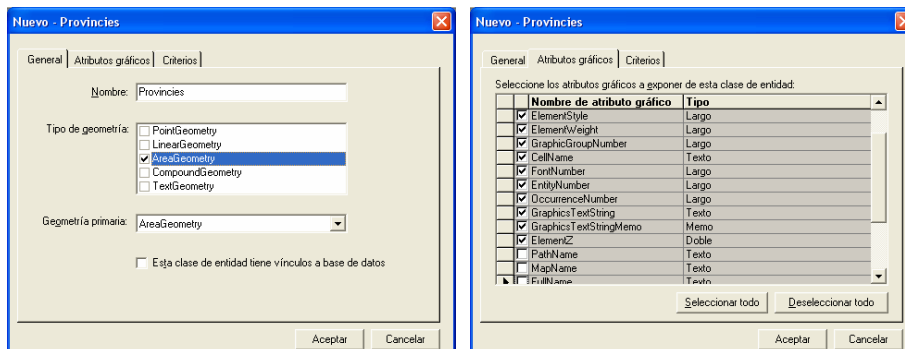 Nuevo - Provincies
General Atributos gráficos Criterios
Nombre: Provincies
Tipo de geometría:
PointGeometry
LinearGeometry
AreaGeometry
CompoundGeometry
TextGeometry
Geometría primaria: AreaGeometry
Esta clase de entidad tiene vínculos a base de datos
Aceptar Cancelar
Nuevo - Provincies
General Atributos gráficos Criterios
Seleccione los atributos gráficos a exponer de esta clase de entidad:
Nombre de atributo gráfico Tipo
ElementStyle Largo
ElementWeight Largo
GraphicGroupNumber Largo
CellName Texto
FontNumber Largo
EntityNumber Largo
OccurrenceNumber Largo
GraphicsTextString Texto
GraphicsTextStringMemo Memo
ElementZ Doble
PathName Texto
MapName Texto
FullName Texto
Seleccionar todo Deseleccionar todo
Aceptar Cancelar